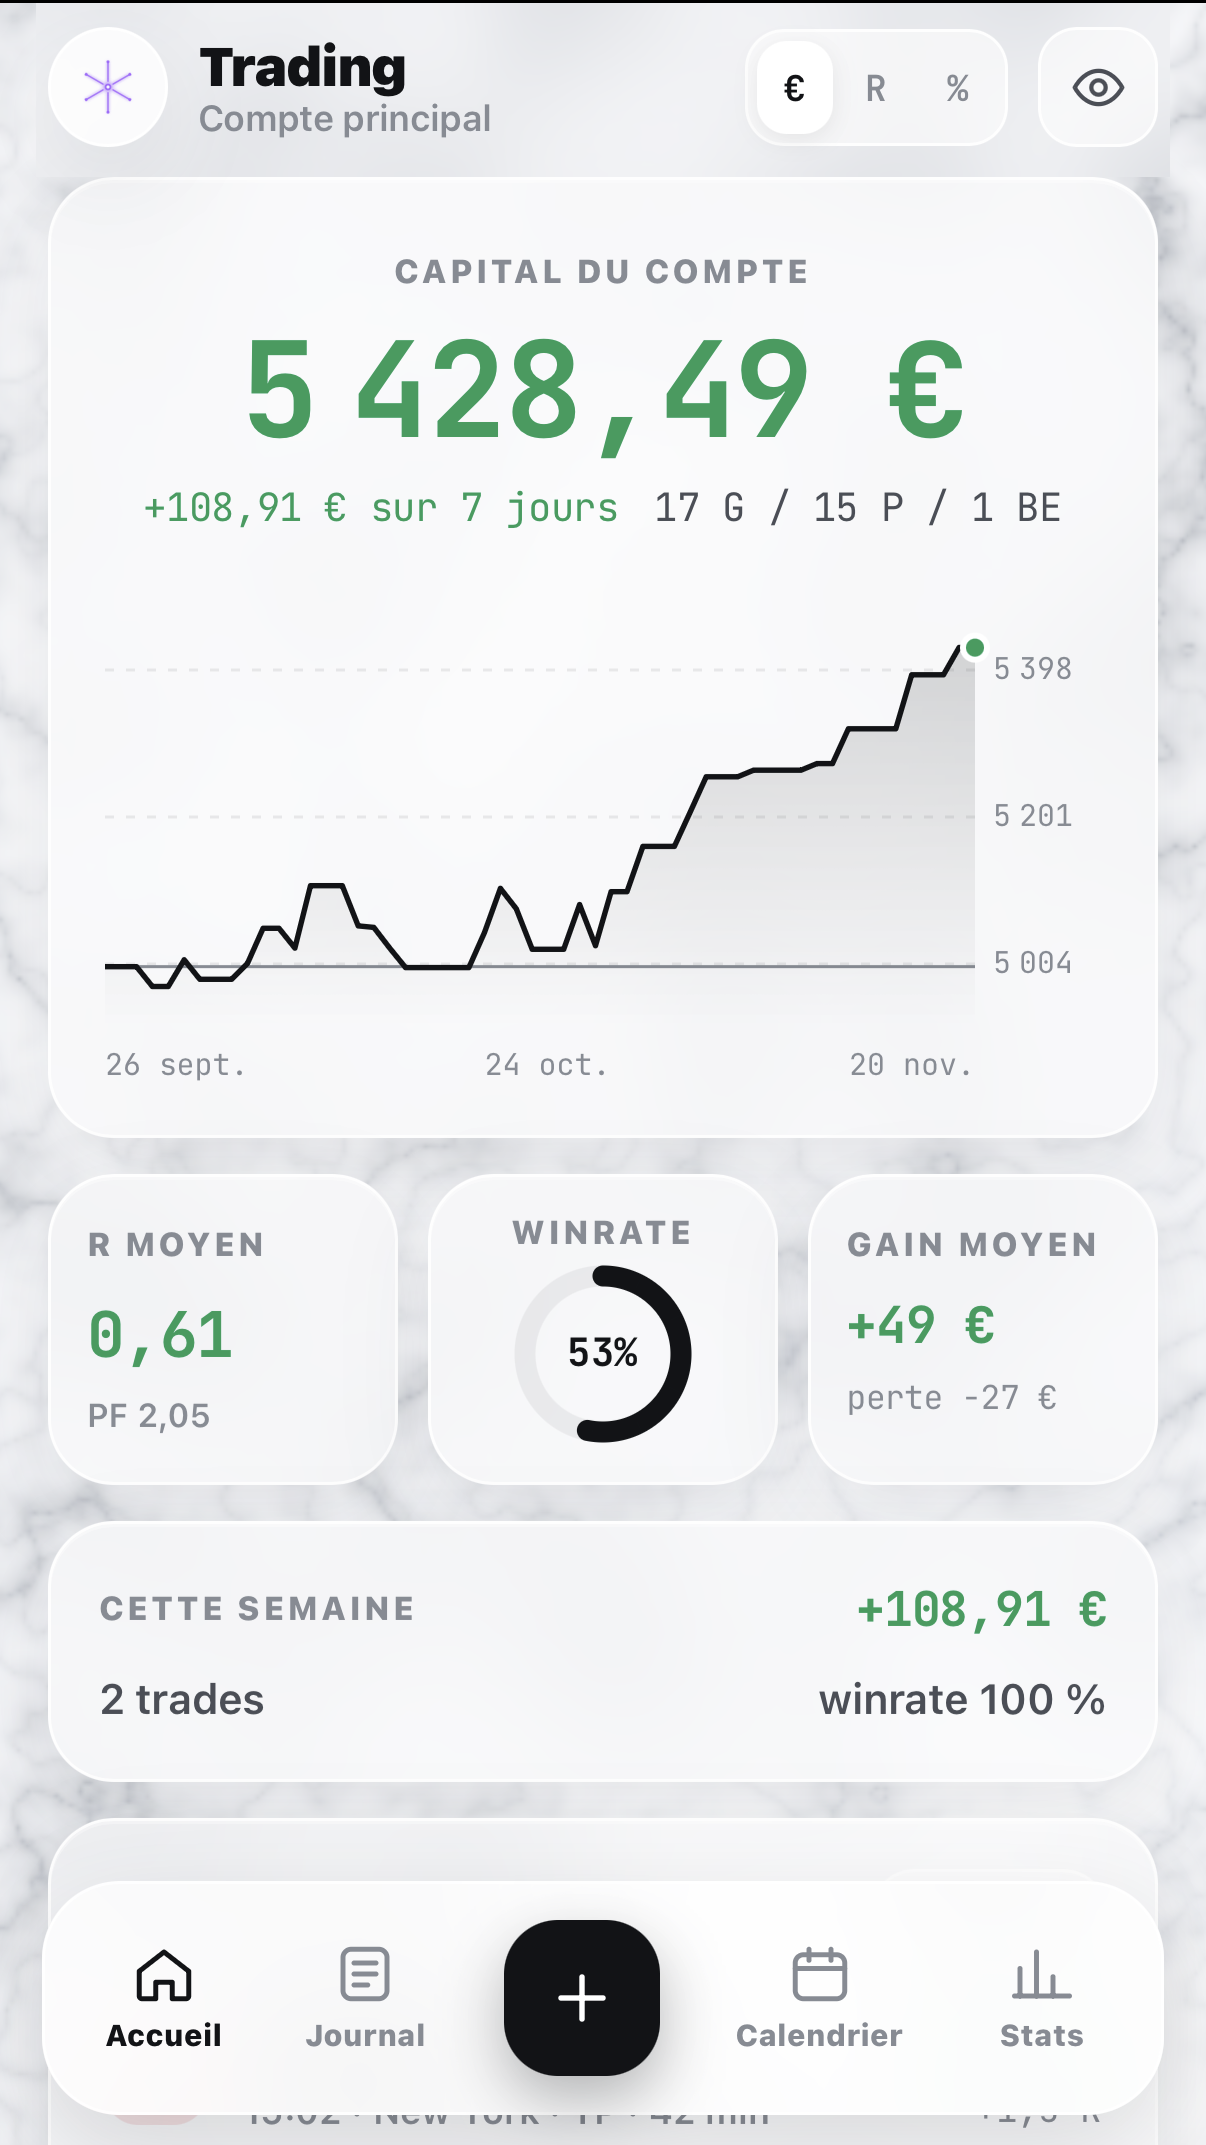 Trading
Compte principal
€ R %
CAPITAL DU COMPTE
5 428,49 €
+108,91 € sur 7 jours 17 G / 15 P / 1 BE
5 398
5 201
5 004
26 sept. 24 oct. 20 nov.
R MOYEN
0,61
PF 2,05
WINRATE
53%
GAIN MOYEN
+49 €
perte -27 €
CETTE SEMAINE +108,91 €
2 trades winrate 100 %
Accueil Journal Calendrier Stats
New York